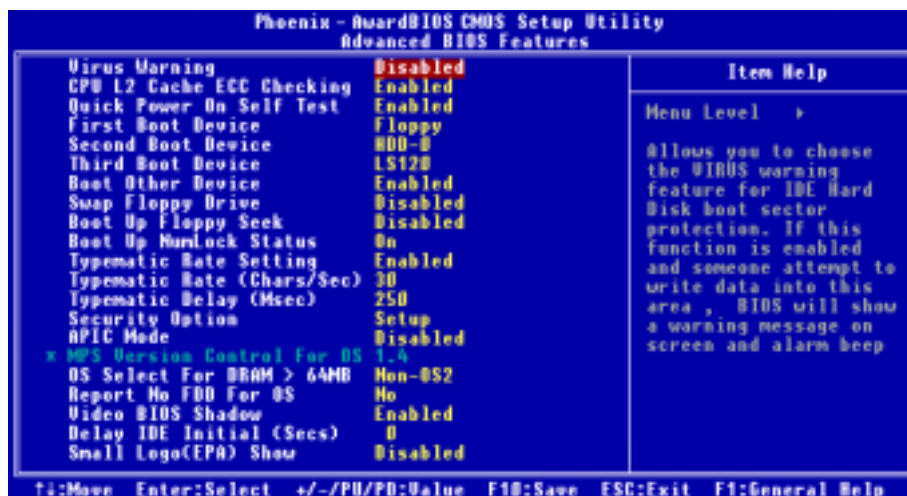 Phoenix - AwardBIOS CMOS Setup Utility
Advanced BIOS Features
Virus Warning Disabled
CPU L2 Cache ECC Checking Enabled
Quick Power On Self Test Enabled
First Boot Device Floppy
Second Boot Device HDD-0
Third Boot Device LS120
Boot Other Device Enabled
Swap Floppy Drive Disabled
Boot Up Floppy Seek Disabled
Boot Up NumLock Status On
Typematic Rate Setting Enabled
Typematic Rate (Chars/Sec) 30
Typematic Delay (Msec) 250
Security Option Setup
APIC Mode Disabled
x MPS Version Control For OS 1.4
OS Select For DRAM > 64MB Non-OS2
Report No FDD For OS No
Video BIOS Shadow Enabled
Delay IDE Initial (Secs) 0
Small Logo(EPA) Show Disabled
Item Help
Menu Level ▸
Allows you to choose
the VIRUS warning
feature for IDE Hard
Disk boot sector
protection. If this
function is enabled
and someone attempt to
write data into this
area , BIOS will show
a warning message on
screen and alarm beep
↑↓:Move Enter:Select +/-/PU/PD:Value F10:Save ESC:Exit F1:General Help